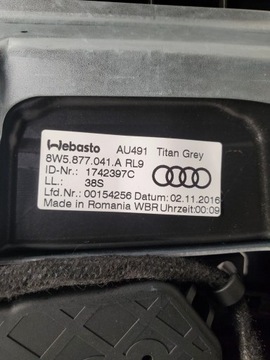 Webasto AU491 Titan Grey
8W5.877.041.A RL9
ID-Nr.: 1742397C
LL.: 38S
Lfd.Nr.: 00154256 Datum: 02.11.2016
Made in Romania WBR Uhrzeit:00:09